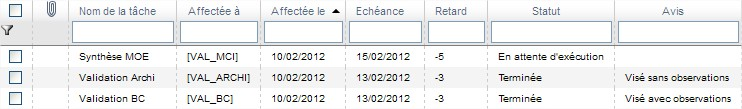 Nom de la tâche Affectée à Affectée le Echéance Retard Statut Avis
Synthèse MOE [VAL_MCI] 10/02/2012 15/02/2012 -5 En attente d'exécution
Validation Archi [VAL_ARCHI] 10/02/2012 13/02/2012 -3 Terminée Visé sans observations
Validation BC [VAL_BC] 10/02/2012 13/02/2012 -3 Terminée Visé avec observations